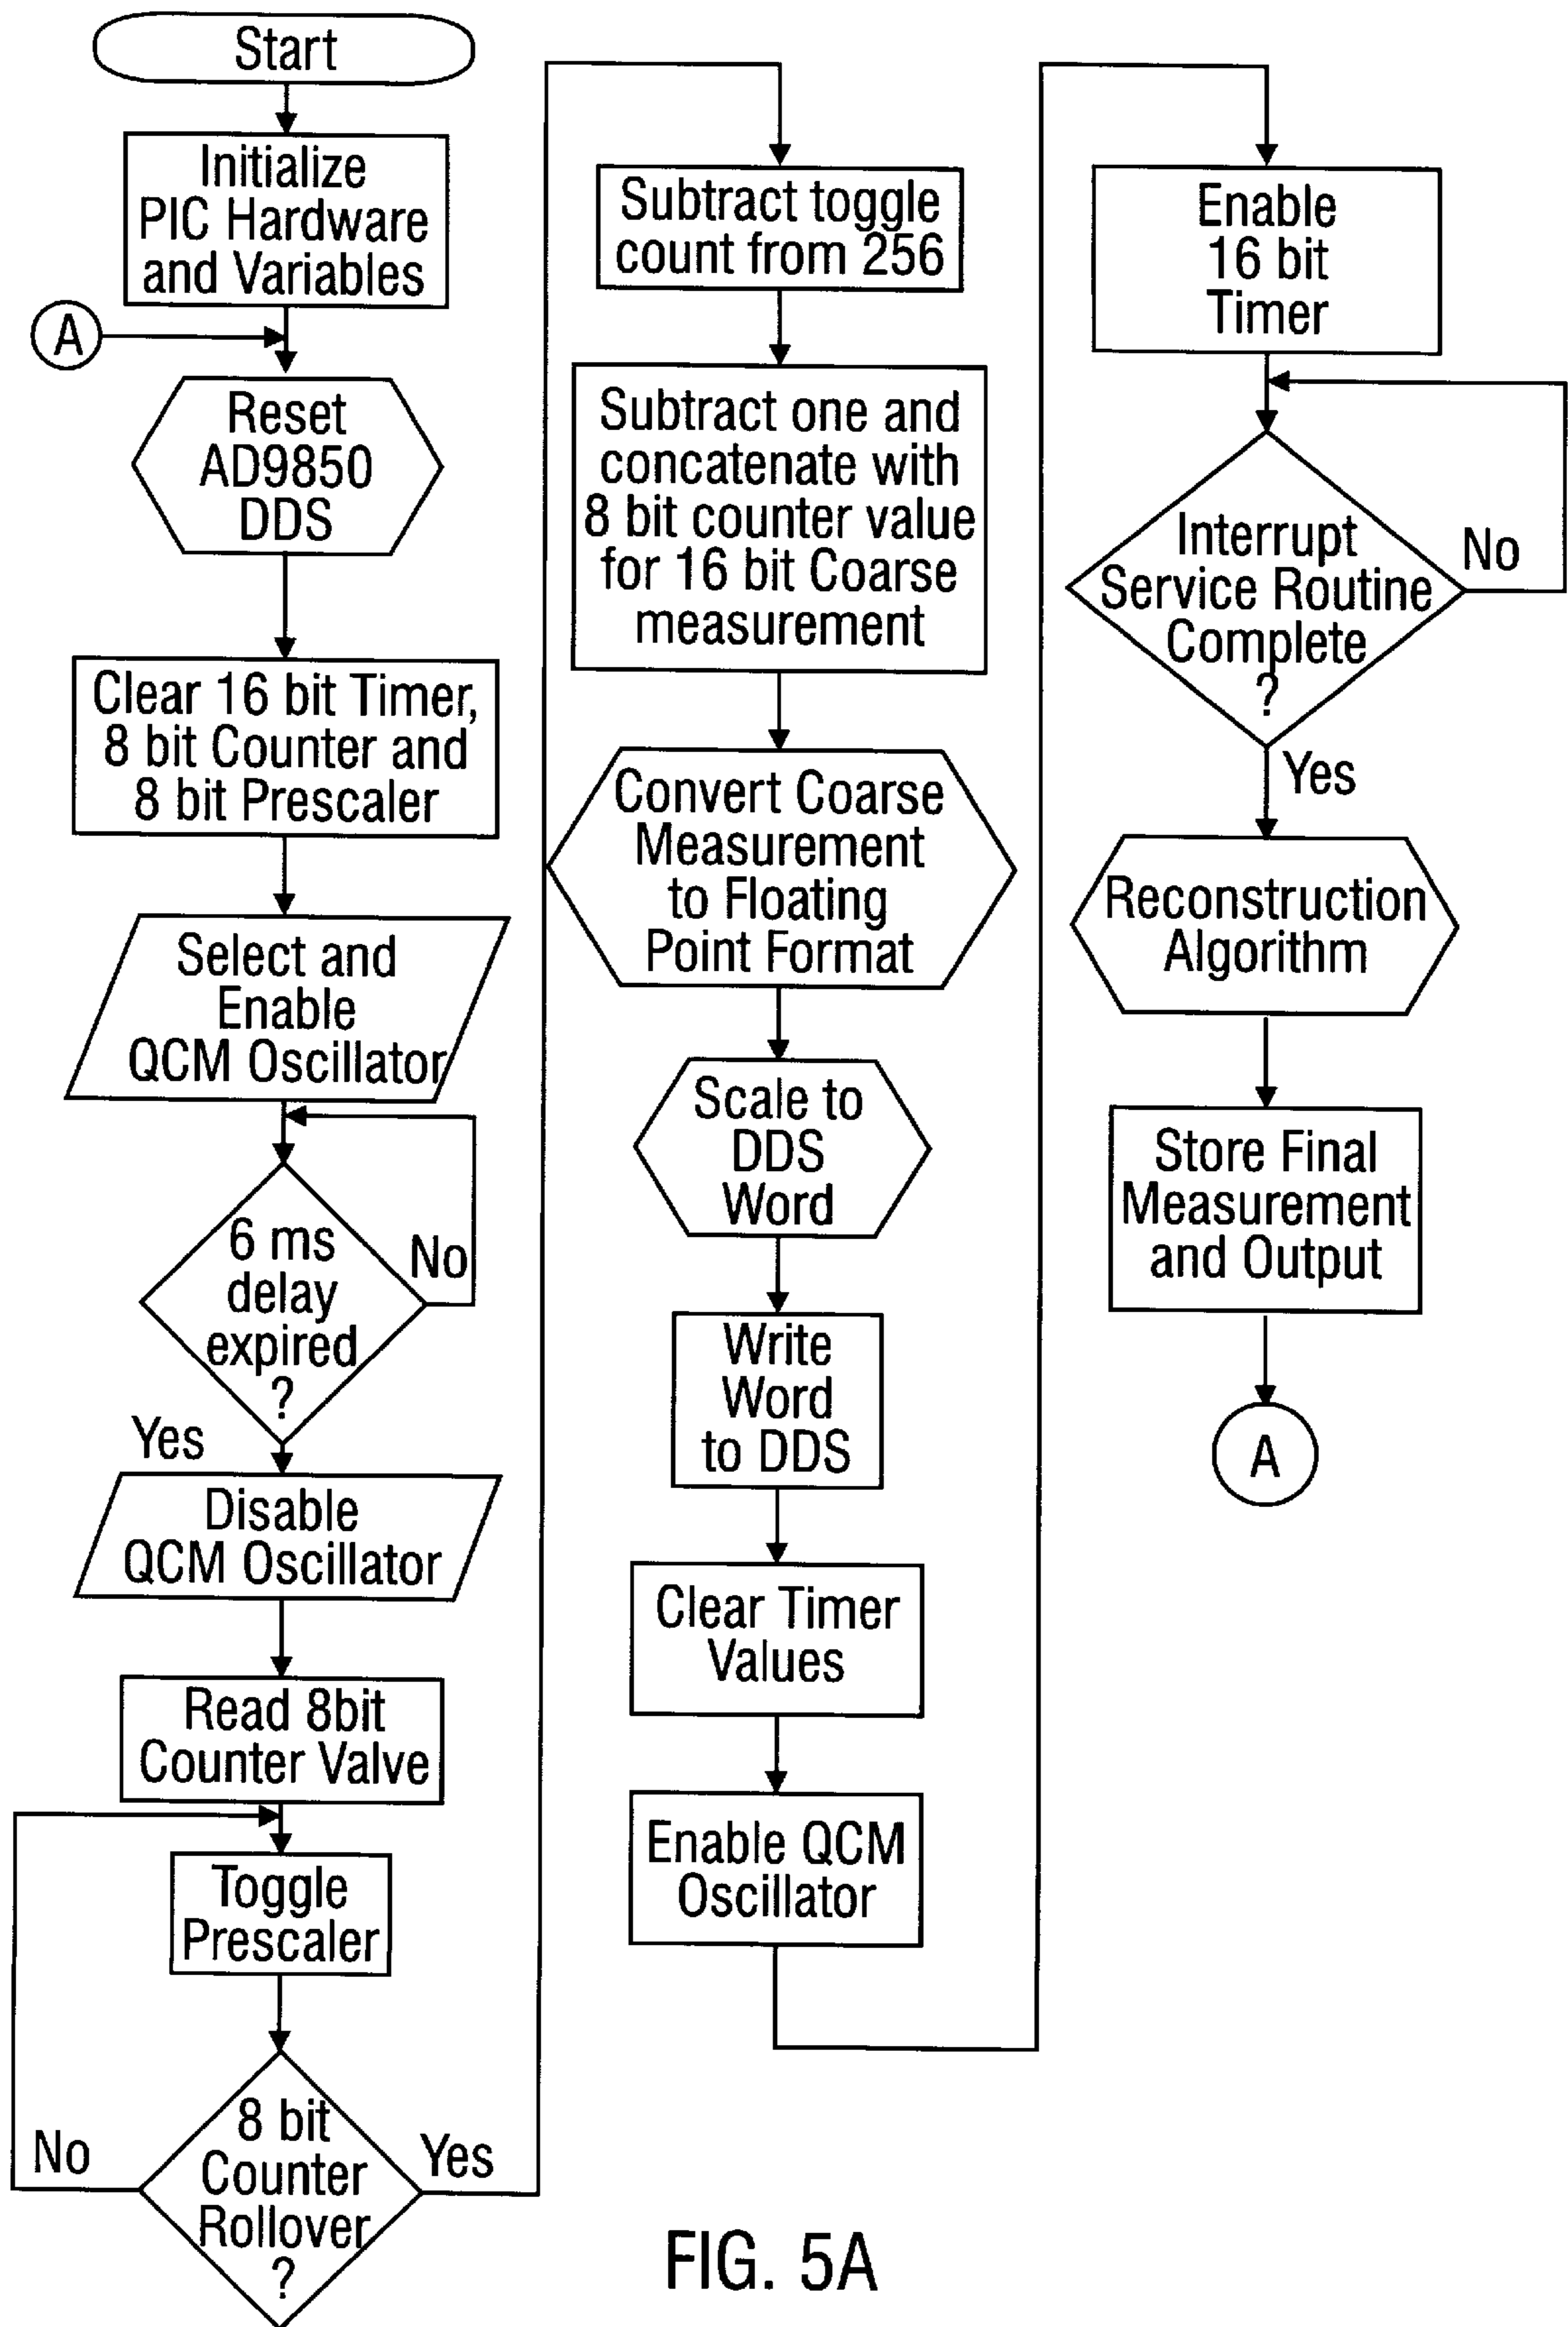 Start
Initialize
PIC Hardware
and Variables
A
Reset
AD9850
DDS
Clear 16 bit Timer,
8 bit Counter and
8 bit Prescaler
Select and
Enable
QCM Oscillator
6 ms
delay
expired
?
No
Yes
Disable
QCM Oscillator
Read 8bit
Counter Valve
Toggle
Prescaler
8 bit
Counter
Rollover
?
No
Yes
Subtract toggle
count from 256
Subtract one and
concatenate with
8 bit counter value
for 16 bit Coarse
measurement
Convert Coarse
Measurement
to Floating
Point Format
Scale to
DDS
Word
Write
Word
to DDS
Clear Timer
Values
Enable QCM
Oscillator
Enable
16 bit
Timer
Interrupt
Service Routine
Complete
?
No
Yes
Reconstruction
Algorithm
Store Final
Measurement
and Output
A
FIG. 5A